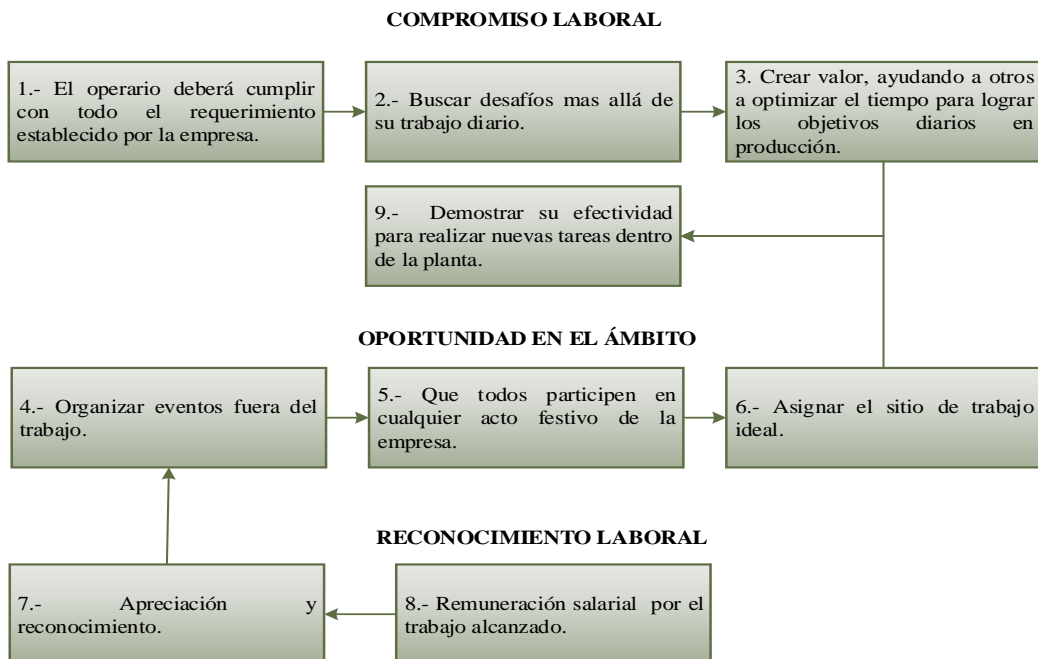 COMPROMISO LABORAL
1.- El operario deberá cumplir
con todo el requerimiento
establecido por la empresa.
2.- Buscar desafíos mas allá de
su trabajo diario.
3. Crear valor, ayudando a otros
a optimizar el tiempo para lograr
los objetivos diarios en
producción.
9.- Demostrar su efectividad
para realizar nuevas tareas dentro
de la planta.
OPORTUNIDAD EN EL ÁMBITO
4.- Organizar eventos fuera del
trabajo.
5.- Que todos participen en
cualquier acto festivo de la
empresa.
6.- Asignar el sitio de trabajo
ideal.
RECONOCIMIENTO LABORAL
7.- Apreciación y
reconocimiento.
8.- Remuneración salarial por el
trabajo alcanzado.